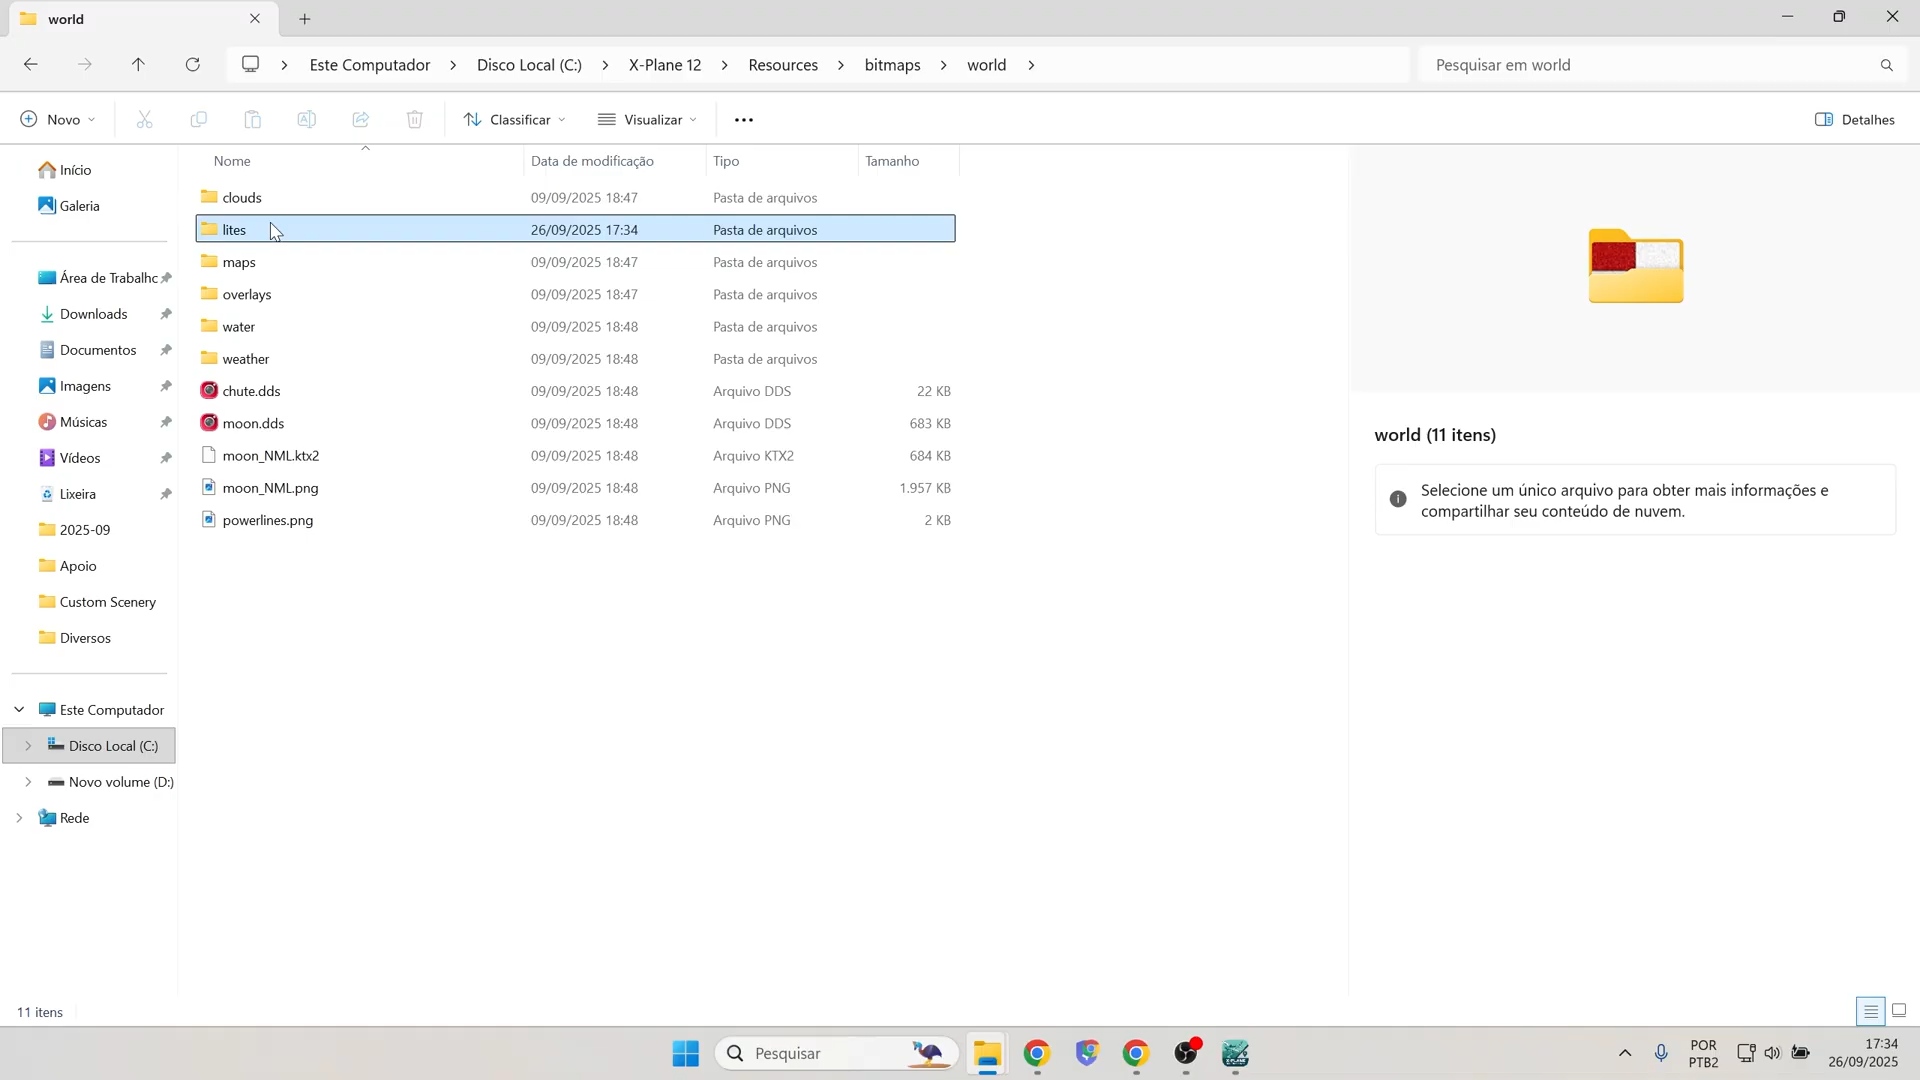 world
Este Computador
Disco Local (C:)
X-Plane 12
Resources
bitmaps
world
Pesquisar em world
Novo
Classificar
Visualizar
Detalhes
Início
Galeria
Área de Trabalhc
Downloads
Documentos
Imagens
Músicas
Vídeos
Lixeira
2025-09
Apoio
Custom Scenery
Diversos
Este Computador
Disco Local (C:)
Novo volume (D:)
Rede
Nome Data de modificação Tipo Tamanho
clouds 09/09/2025 18:47 Pasta de arquivos
lites 26/09/2025 17:34 Pasta de arquivos
maps 09/09/2025 18:47 Pasta de arquivos
overlays 09/09/2025 18:47 Pasta de arquivos
water 09/09/2025 18:48 Pasta de arquivos
weather 09/09/2025 18:48 Pasta de arquivos
chute.dds 09/09/2025 18:48 Arquivo DDS 22 KB
moon.dds 09/09/2025 18:48 Arquivo DDS 683 KB
moon_NML.ktx2 09/09/2025 18:48 Arquivo KTX2 684 KB
moon_NML.png 09/09/2025 18:48 Arquivo PNG 1.957 KB
powerlines.png 09/09/2025 18:48 Arquivo PNG 2 KB
world (11 itens)
Selecione um único arquivo para obter mais informações e
compartilhar seu conteúdo de nuvem.
11 itens
Pesquisar
POR
PTB2
17:34
26/09/2025